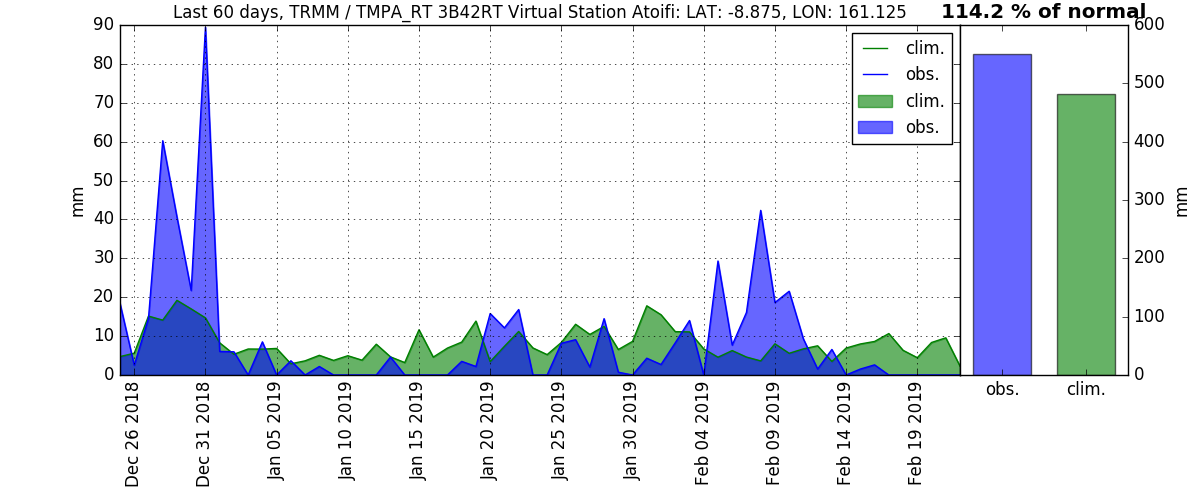 Last 60 days, TRMM / TMPA_RT 3B42RT Virtual Station Atoifi: LAT: -8.875, LON: 161.125
114.2 % of normal
90
80
70
60
50
40
30
20
10
0
mm
clim.
obs.
clim.
obs.
600
500
400
300
200
100
0
mm
obs.
clim.
Dec 26 2018
Dec 31 2018
Jan 05 2019
Jan 10 2019
Jan 15 2019
Jan 20 2019
Jan 25 2019
Jan 30 2019
Feb 04 2019
Feb 09 2019
Feb 14 2019
Feb 19 2019